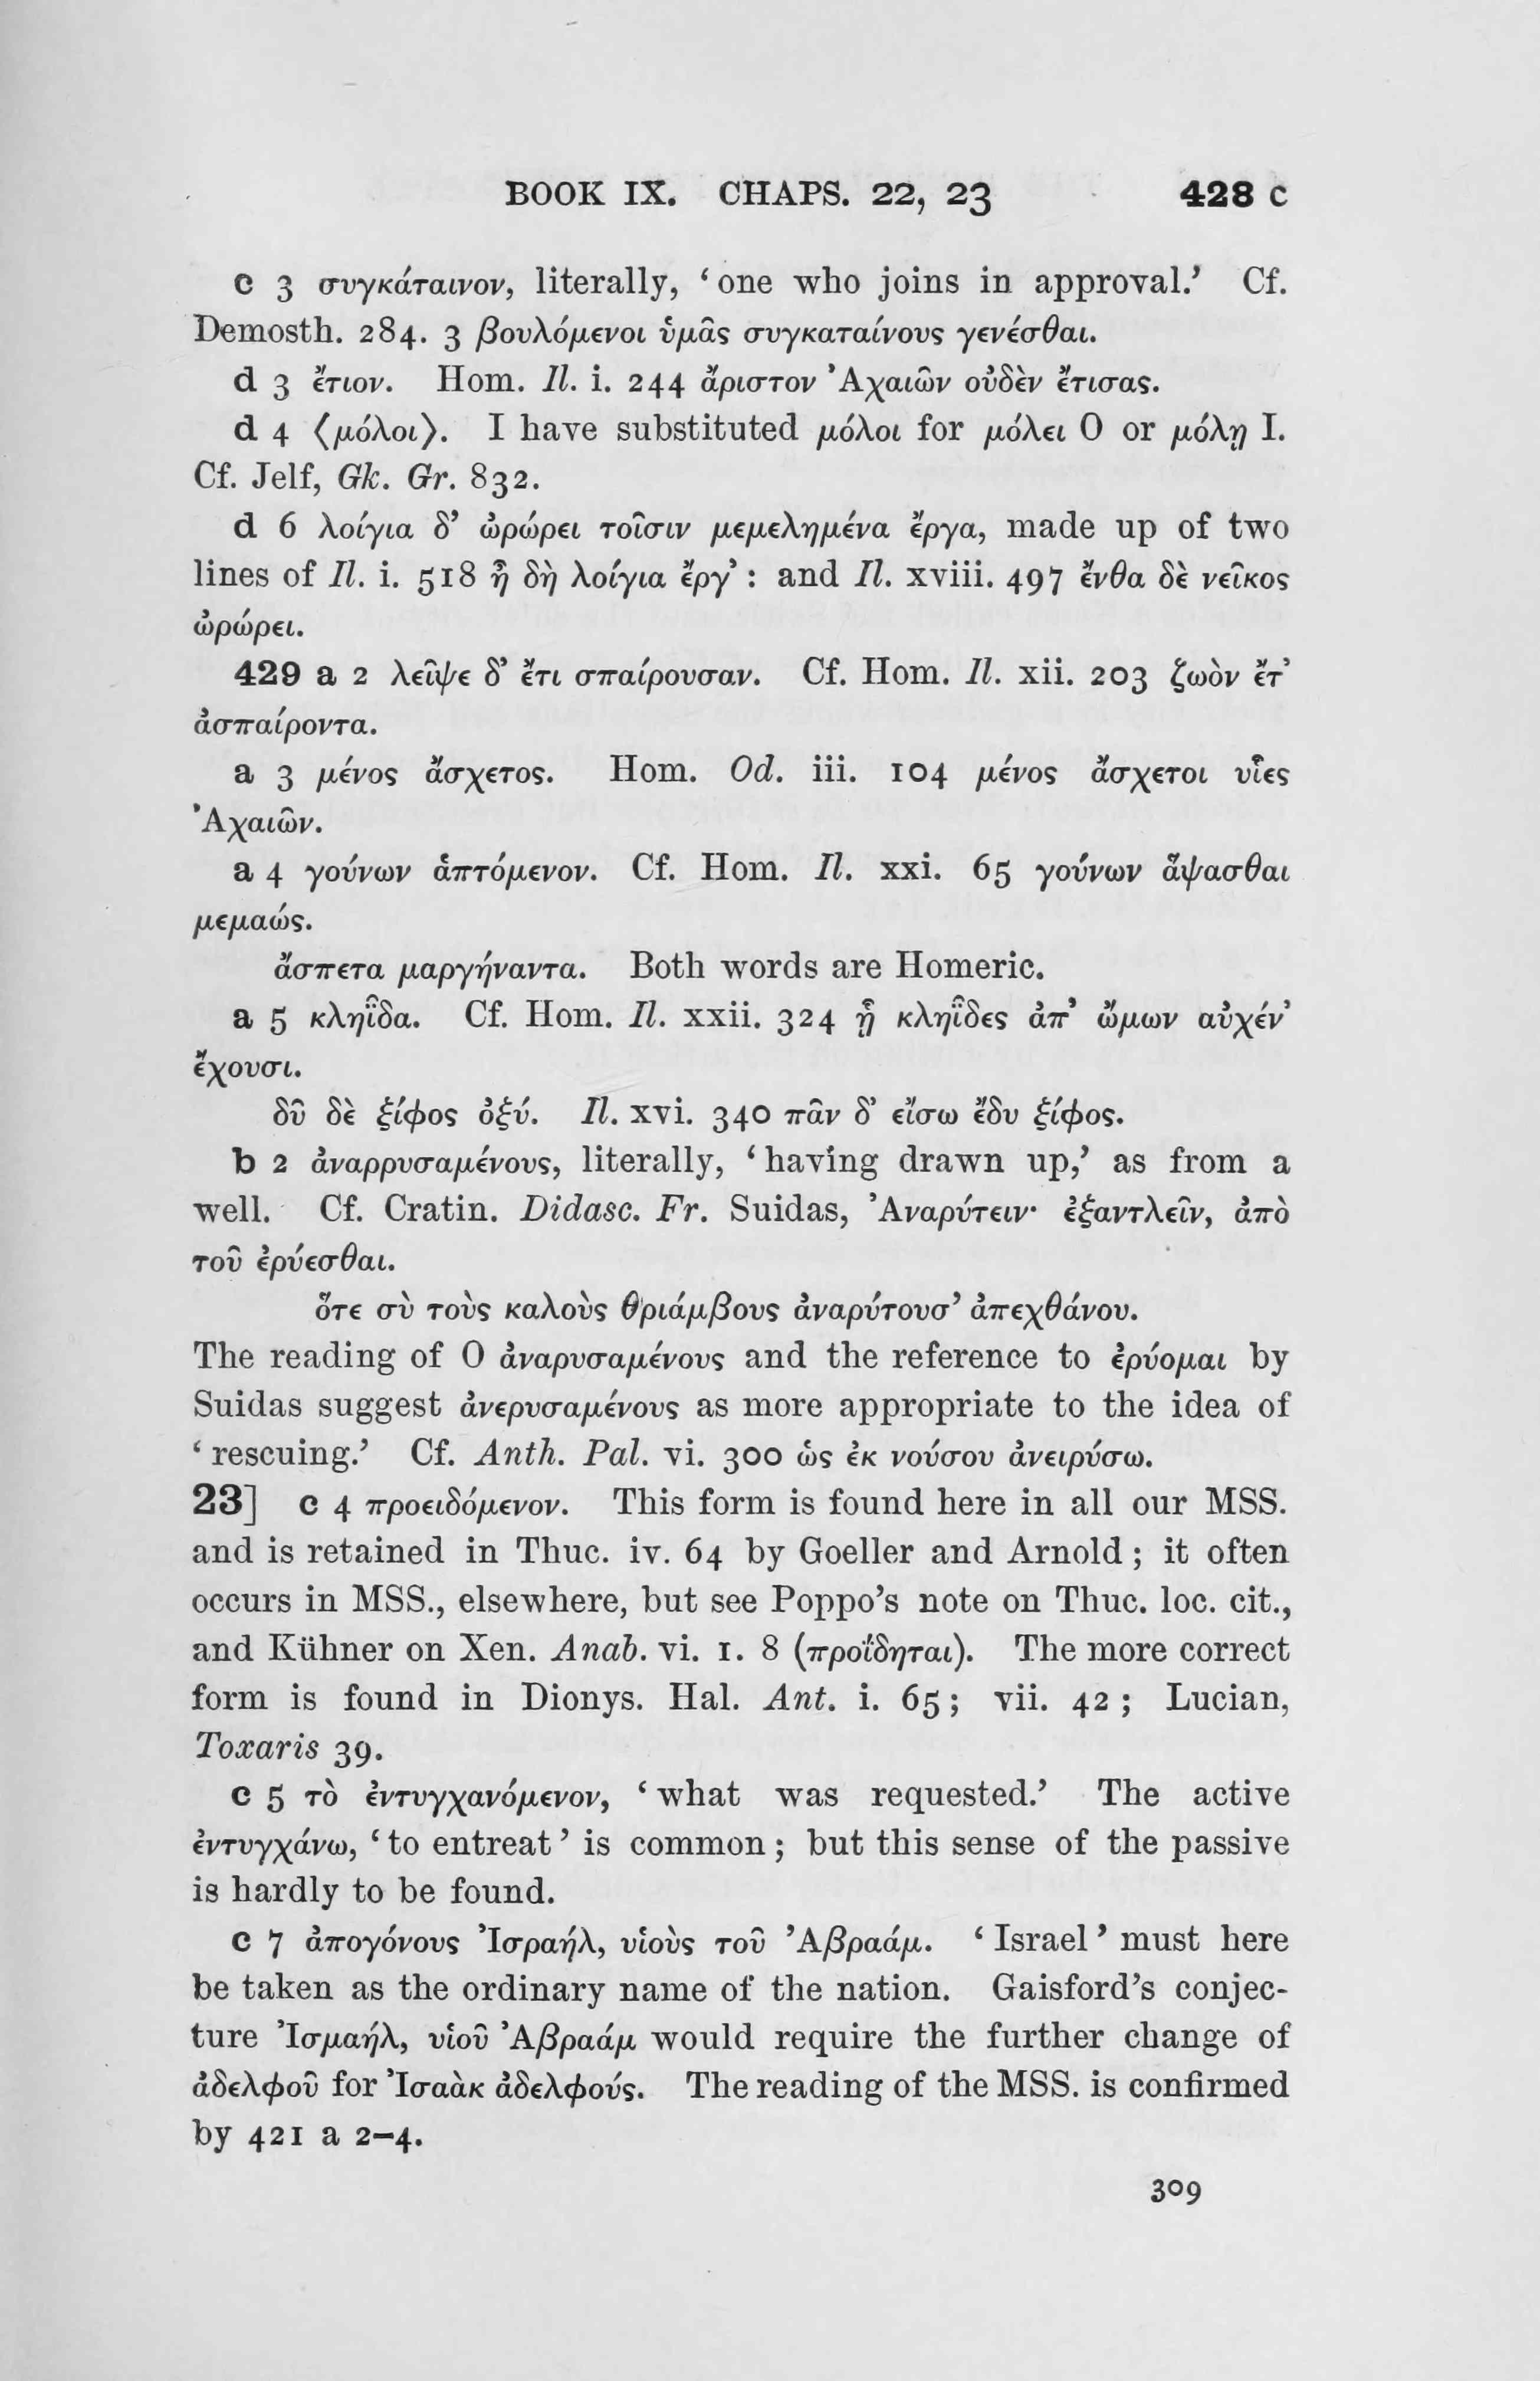 BOOK IX. CHAPS. 22, 23 428 c
c 3 συγκάταινον, literally, ‘one who joins in approval.’ Cf.
Demosth. 284. 3 βουλόμενοι ὑμᾶς συγκαταίνους γενέσθαι.
d 3 ἔτιον. Hom. Il. i. 244 ἄριστον Ἀχαιῶν οὐδὲν ἔτισας.
d 4 ⟨μόλοι⟩. I have substituted μόλοι for μόλει O or μόλῃ I.
Cf. Jelf, Gk. Gr. 832.
d 6 λοίγια δ’ ὠρώρει τοῖσιν μεμελημένα ἔργα, made up of two
lines of Il. i. 518 ἦ δὴ λοίγια ἔργ’ : and Il. xviii. 497 ἔνθα δὲ νεῖκος
ὠρώρει.
429 a 2 λεῖψε δ’ ἔτι σπαίρουσαν. Cf. Hom. Il. xii. 203 ζωὸν ἔτ’
ἀσπαίροντα.
a 3 μένος ἄσχετος. Hom. Od. iii. 104 μένος ἄσχετοι υἷες
Ἀχαιῶν.
a 4 γούνων ἁπτόμενον. Cf. Hom. Il. xxi. 65 γούνων ἅψασθαι
μεμαώς.
ἄσπετα μαργήναντα. Both words are Homeric.
a 5 κληῗδα. Cf. Hom. Il. xxii. 324 ᾗ κληῗδες ἀπ’ ὤμων αὐχέν’
ἔχουσι.
δῦ δὲ ξίφος ὀξύ. Il. xvi. 340 πᾶν δ’ εἴσω ἔδυ ξίφος.
b 2 ἀναρρυσαμένους, literally, ‘having drawn up,’ as from a
well. Cf. Cratin. Didasc. Fr. Suidas, Ἀναρύτειν· ἐξαντλεῖν, ἀπὸ
τοῦ ἐρύεσθαι.
ὅτε σὺ τοὺς καλοὺς θριάμβους ἀναρύτουσ’ ἀπεχθάνου.
The reading of O ἀναρυσαμένους and the reference to ἐρύομαι by
Suidas suggest ἀνερυσαμένους as more appropriate to the idea of
‘rescuing.’ Cf. Anth. Pal. vi. 300 ὡς ἐκ νούσου ἀνειρύσω.
23] c 4 προειδόμενον. This form is found here in all our MSS.
and is retained in Thuc. iv. 64 by Goeller and Arnold ; it often
occurs in MSS., elsewhere, but see Poppo’s note on Thuc. loc. cit.,
and Kühner on Xen. Anab. vi. 1. 8 (προΐδηται). The more correct
form is found in Dionys. Hal. Ant. i. 65 ; vii. 42 ; Lucian,
Toxaris 39.
c 5 τὸ ἐντυγχανόμενον, ‘what was requested.’ The active
ἐντυγχάνω, ‘to entreat’ is common ; but this sense of the passive
is hardly to be found.
c 7 ἀπογόνους Ἰσραήλ, υἱοὺς τοῦ Ἀβραάμ. ‘Israel’ must here
be taken as the ordinary name of the nation. Gaisford’s conjec-
ture Ἰσμαήλ, υἱοῦ Ἀβραάμ would require the further change of
ἀδελφοῦ for Ἰσαὰκ ἀδελφούς. The reading of the MSS. is confirmed
by 421 a 2–4.
309